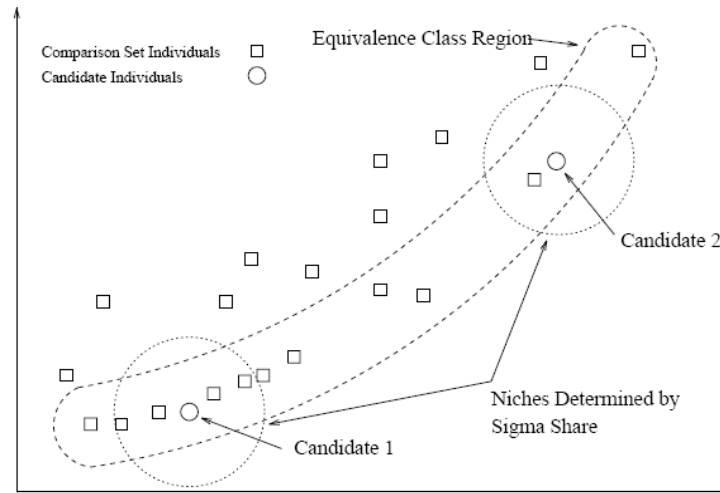 Equivalence Class Region
Comparison Set Individuals
Candidate Individuals
Candidate 2
Niches Determined by
Sigma Share
Candidate 1